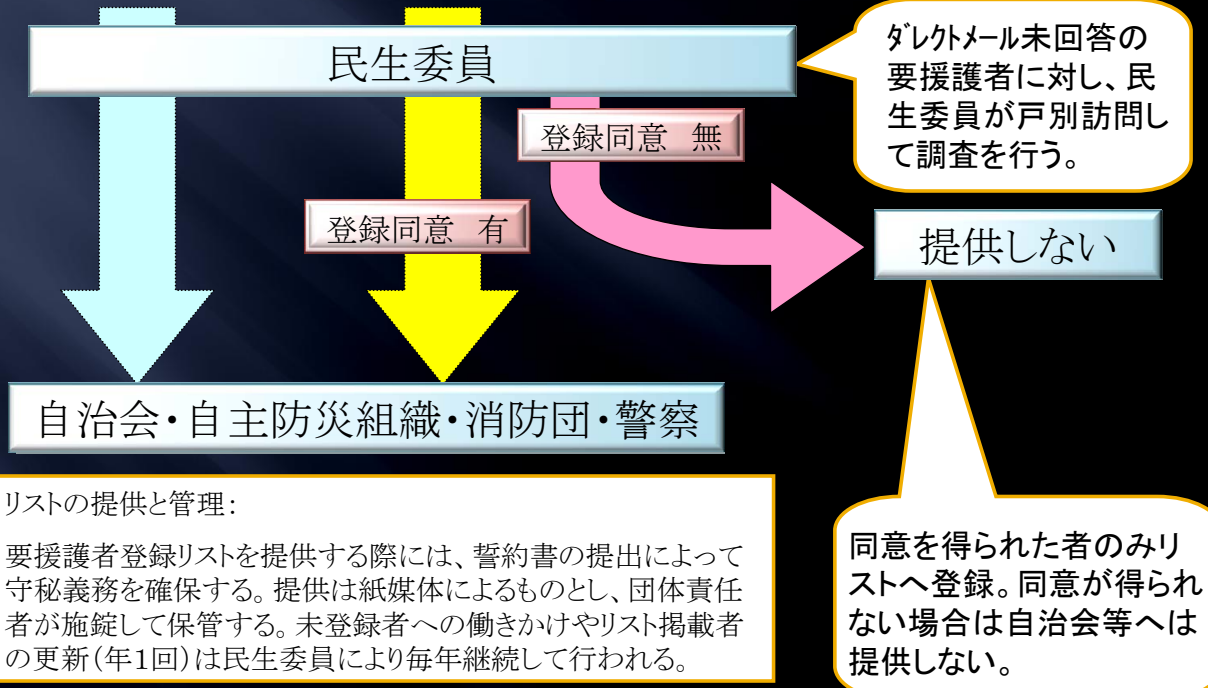 民生委員
ﾀﾞﾚｸﾄﾒｰﾙ未回答の
要援護者に対し、民
生委員が戸別訪問し
て調査を行う。
登録同意　無
登録同意　有
提供しない
自治会・自主防災組織・消防団・警察
リストの提供と管理：
要援護者登録リストを提供する際には、誓約書の提出によって
守秘義務を確保する。提供は紙媒体によるものとし、団体責任
者が施錠して保管する。未登録者への働きかけやリスト掲載者
の更新（年1回）は民生委員により毎年継続して行われる。
同意を得られた者のみリ
ストへ登録。同意が得られ
ない場合は自治会等へは
提供しない。